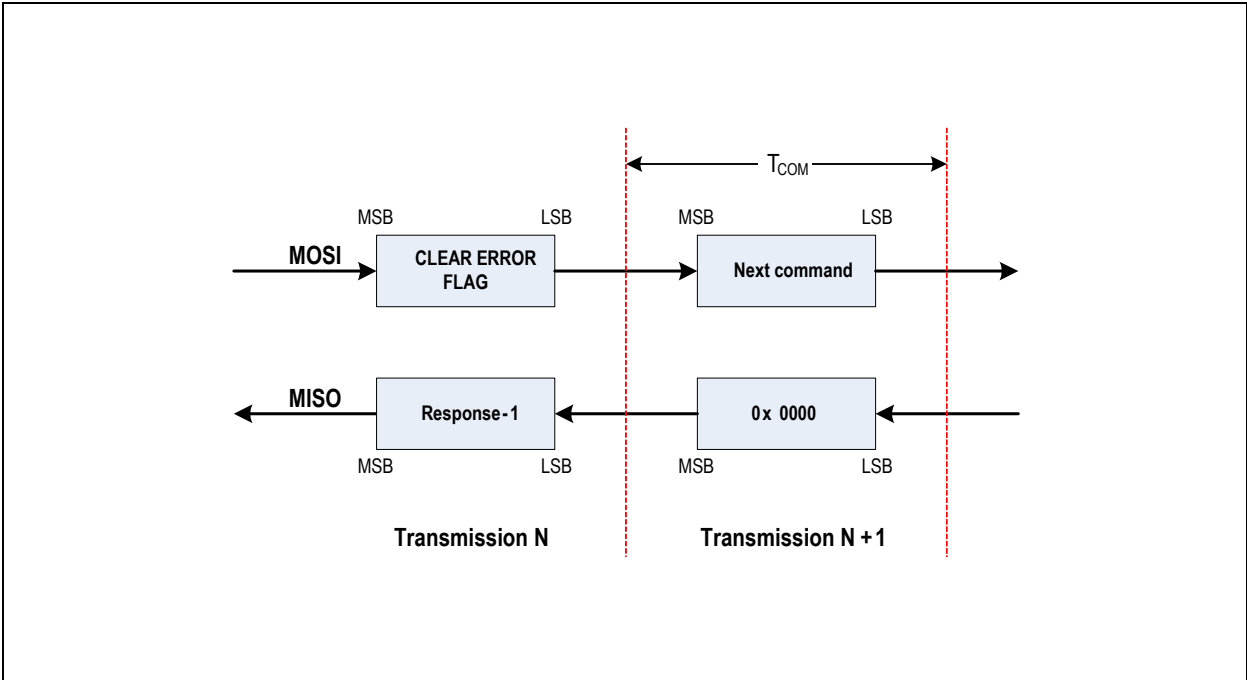 T_COM
MSB LSB MSB LSB
MOSI CLEAR ERROR Next command
FLAG
MISO Response-1 0x 0000
MSB LSB MSB LSB
Transmission N Transmission N+1